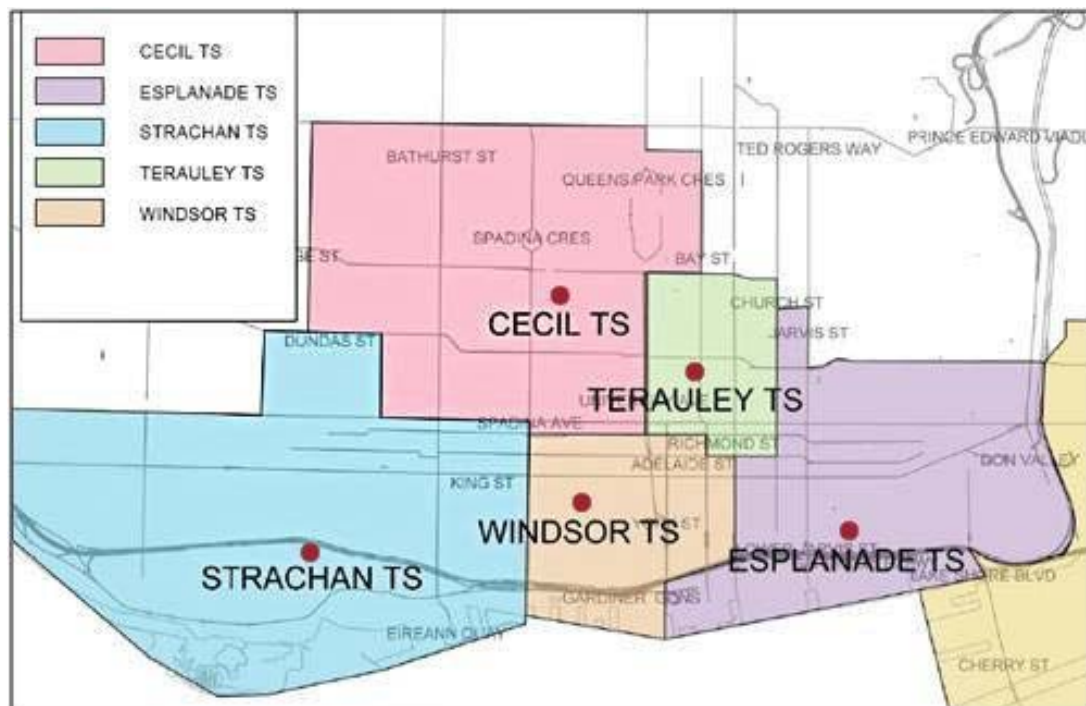 CECIL TS
ESPLANADE TS
STRACHAN TS
TERAULEY TS
WINDSOR TS
BATHURST ST
TED ROGERS WAY
QUEENS PARK CRES
SPADINA CRES
BAY ST
CHURCH ST
JARVIS ST
DUNDAS ST
CECIL TS
TERAULEY TS
SPADINA AVE
RICHMOND ST
ADELAIDE ST
DON VALLEY
KING ST
WINDSOR TS
ESPLANADE TS
STRACHAN TS
LAKE SHORE BLVD
GARDINER
EIREANN QUAY
CHERRY ST